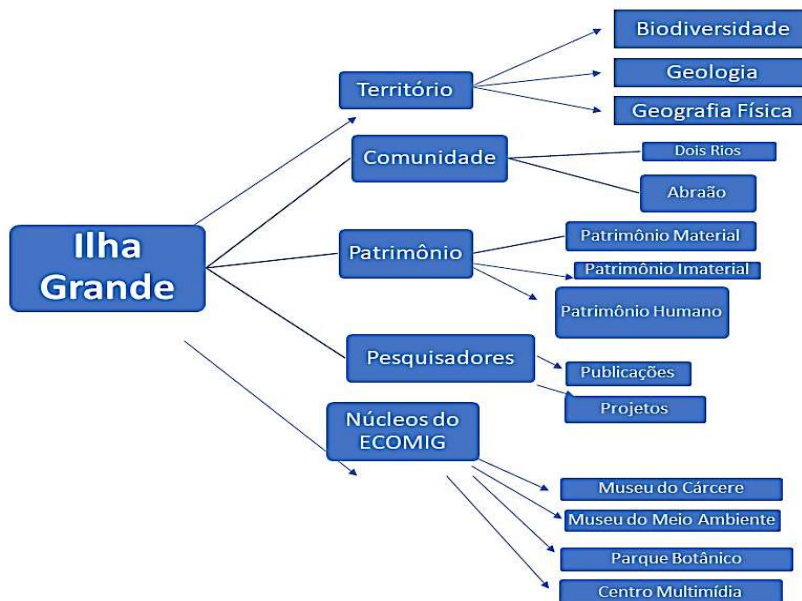 Ilha
Grande
Território
Biodiversidade
Geologia
Geografia Física
Comunidade
Dois Rios
Abraão
Patrimônio
Patrimônio Material
Patrimônio Imaterial
Patrimônio Humano
Pesquisadores
Publicações
Projetos
Núcleos do
ECOMIG
Museu do Cárcere
Museu do Meio Ambiente
Parque Botânico
Centro Multimídia